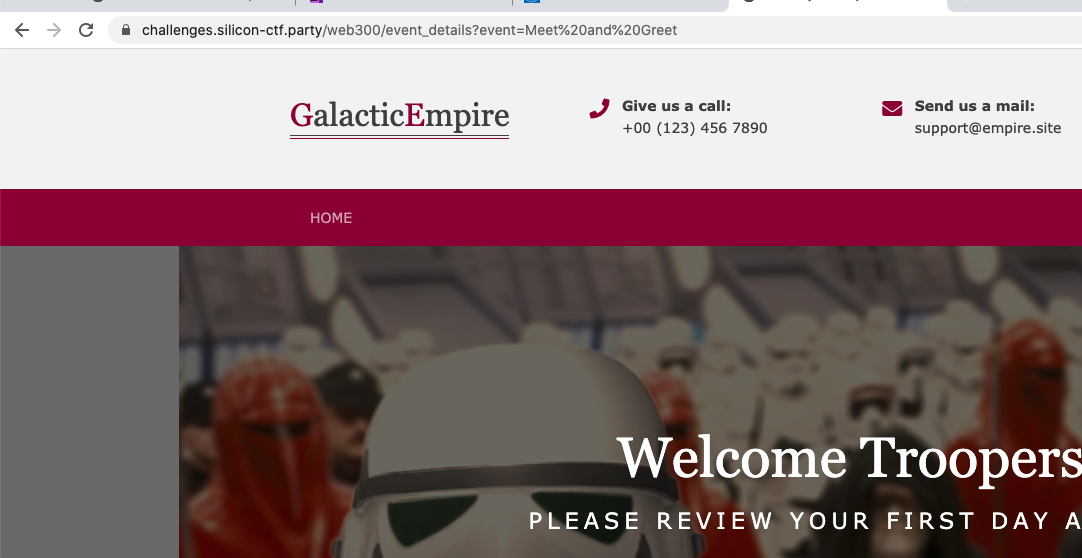 challenges.silicon-ctf.party/web300/event_details?event=Meet%20and%20Greet
GalacticEmpire
Give us a call:
+00 (123) 456 7890
Send us a mail:
support@empire.site
HOME
Welcome Troopers
PLEASE REVIEW YOUR FIRST DAY A